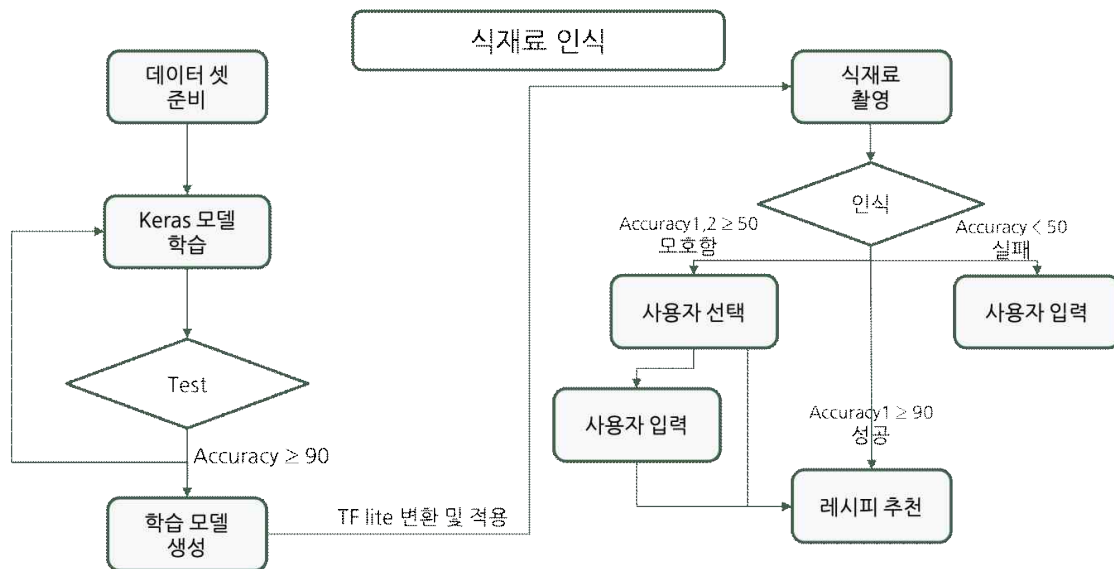 식재료 인식
데이터 셋
준비
Keras 모델
학습
Test
Accuracy ≥ 90
학습 모델
생성
TF lite 변환 및 적용
식재료
촬영
인식
Accuracy1,2 ≥ 50
모호함
Accuracy < 50
실패
사용자 선택
사용자 입력
사용자 입력
Accuracy1 ≥ 90
성공
레시피 추천